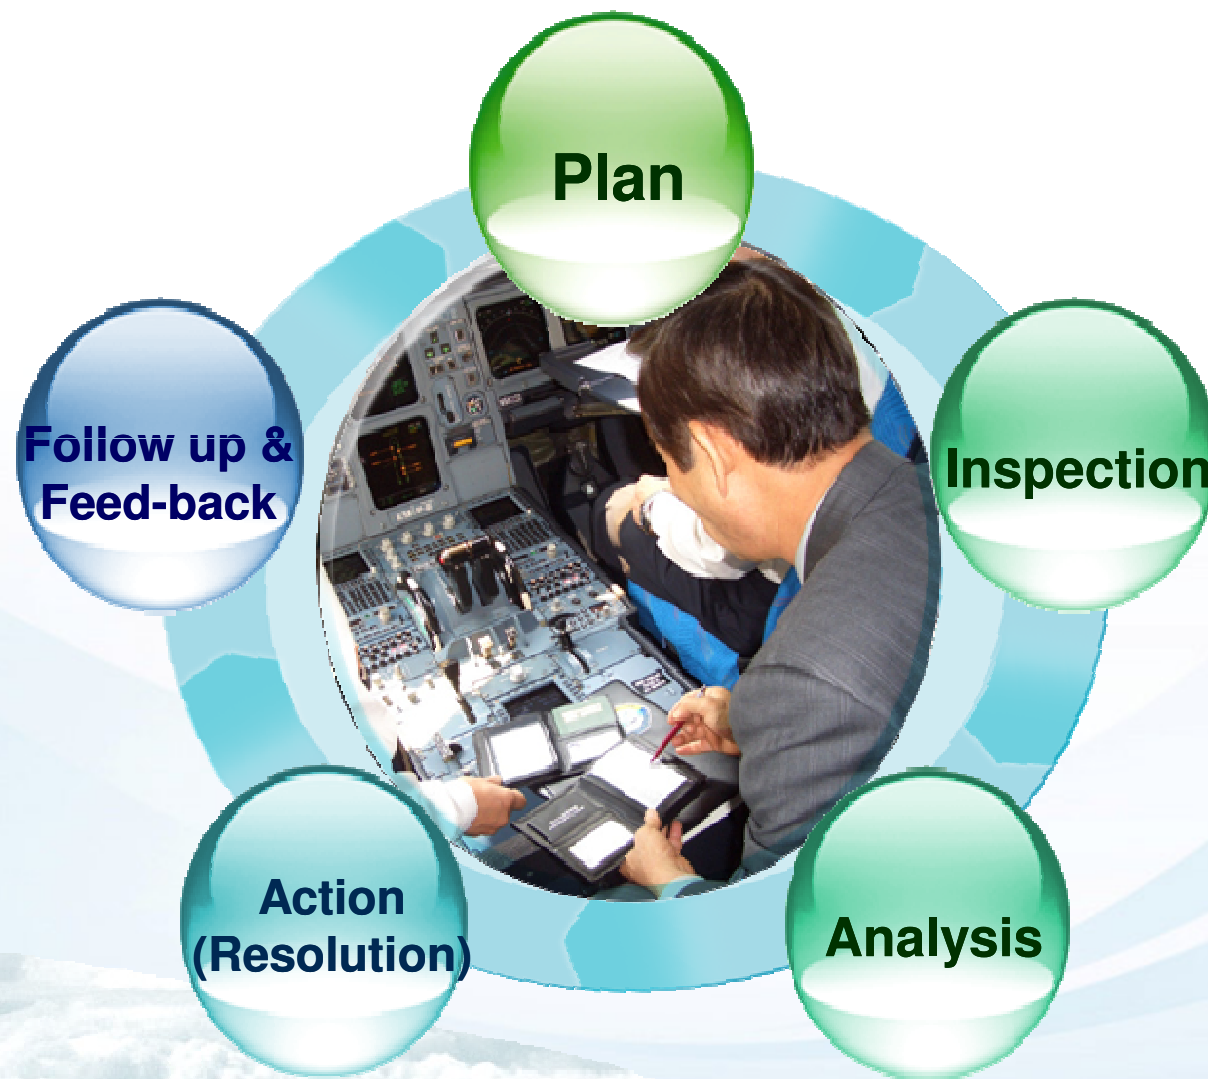 Plan
Inspection
Analysis
Action
(Resolution)
Follow up &
Feed-back